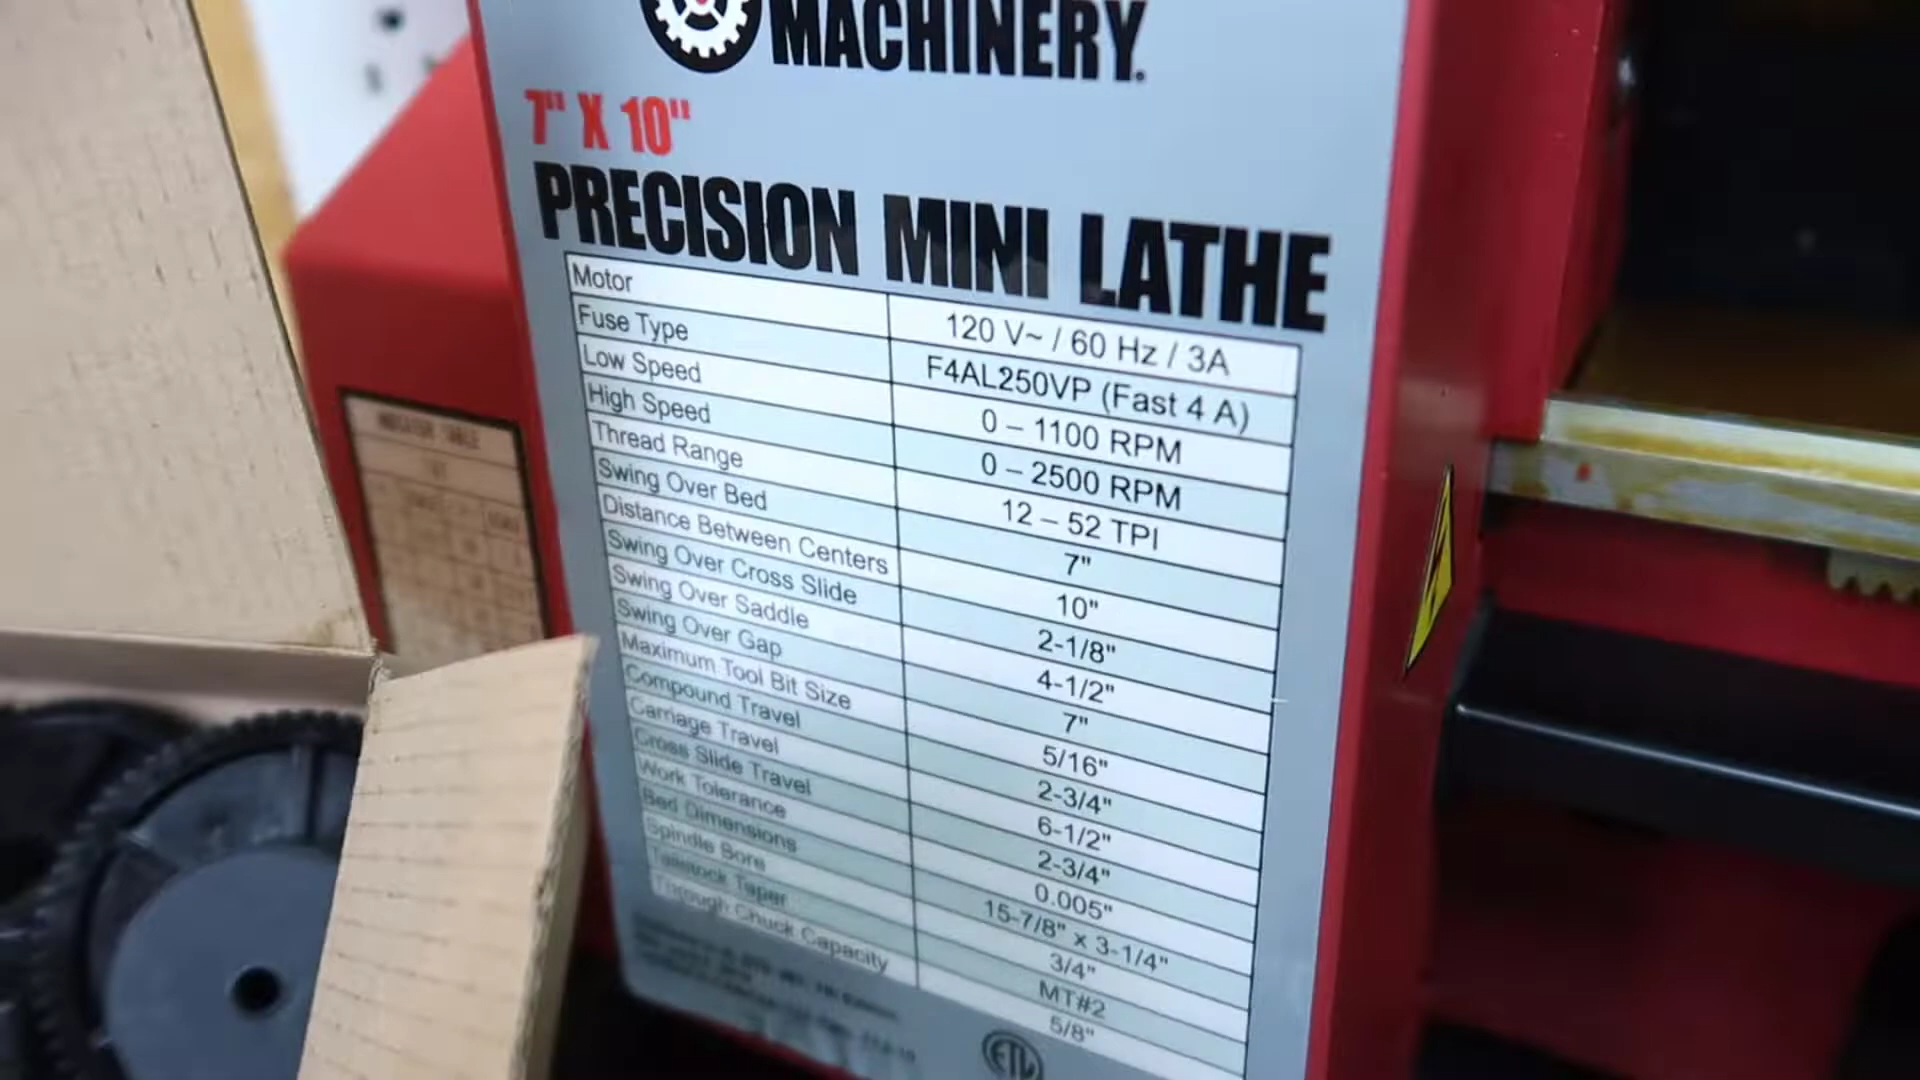 MACHINERY.
7" X 10"
PRECISION MINI LATHE
Motor 120 V~ / 60 Hz / 3A
Fuse Type F4AL250VP (Fast 4 A)
Low Speed 0 – 1100 RPM
High Speed 0 – 2500 RPM
Thread Range 12 – 52 TPI
Swing Over Bed 7"
Distance Between Centers 10"
Swing Over Cross Slide 2-1/8"
Swing Over Saddle 4-1/2"
Swing Over Gap 7"
Maximum Tool Bit Size 5/16"
Compound Travel 2-3/4"
Carriage Travel 6-1/2"
Cross Slide Travel 2-3/4"
Work Tolerance 0.005"
Bed Dimensions 15-7/8" x 3-1/4"
Spindle Bore 3/4"
Tailstock Taper MT#2
Through Chuck Capacity 5/8"
ETL
INDICATOR TABLE